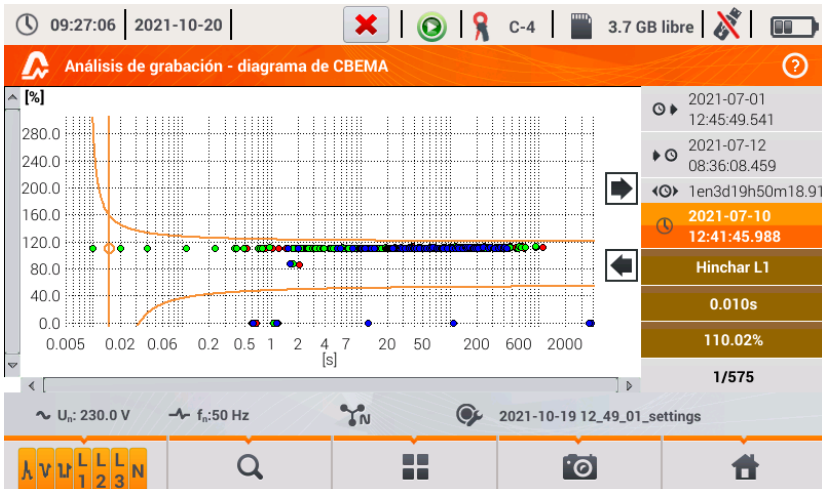 09:27:06 2021-10-20 C-4 3.7 GB libre
Análisis de grabación - diagrama de CBEMA
[%]
280.0
240.0
200.0
160.0
120.0
80.0
40.0
0.0
0.005 0.02 0.06 0.2 0.5 1 2 4 7 20 50 200 600 2000
[s]
2021-07-01
12:45:49.541
2021-07-12
08:36:08.459
1en3d19h50m18.91
2021-07-10
12:41:45.988
Hinchar L1
0.010s
110.02%
1/575
Un: 230.0 V fn:50 Hz N 2021-10-19 12_49_01_settings
L L L N
1 2 3